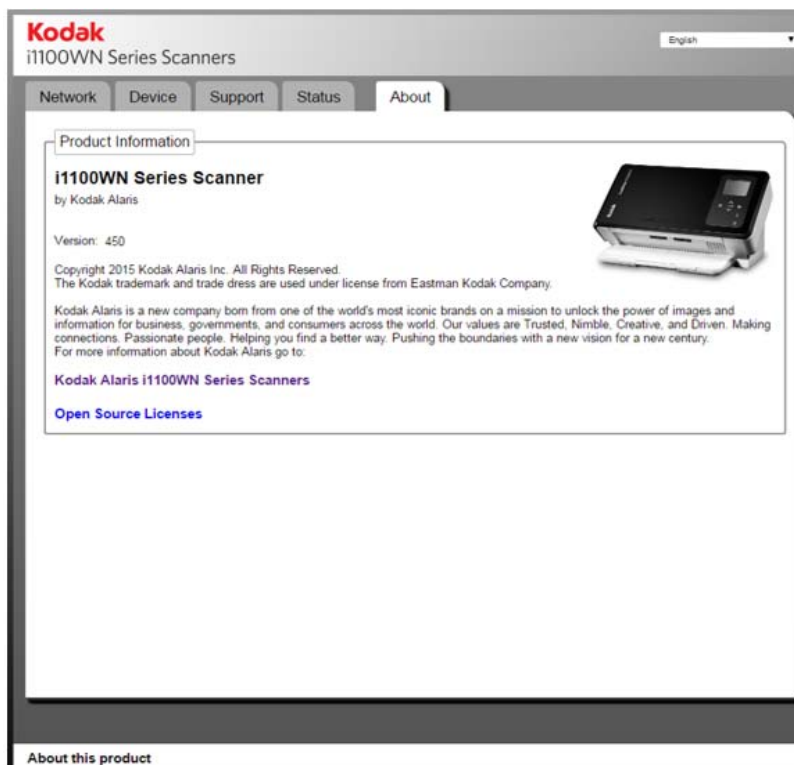 Kodak
i1100WN Series Scanners
English
Network Device Support Status About
Product Information
i1100WN Series Scanner
by Kodak Alaris
Version: 450
Copyright 2015 Kodak Alaris Inc. All Rights Reserved.
The Kodak trademark and trade dress are used under license from Eastman Kodak Company.
Kodak Alaris is a new company born from one of the world's most iconic brands on a mission to unlock the power of images and
information for business, governments, and consumers across the world. Our values are Trusted, Nimble, Creative, and Driven. Making
connections. Passionate people. Helping you find a better way. Pushing the boundaries with a new vision for a new century.
For more information about Kodak Alaris go to:
Kodak Alaris i1100WN Series Scanners
Open Source Licenses
About this product